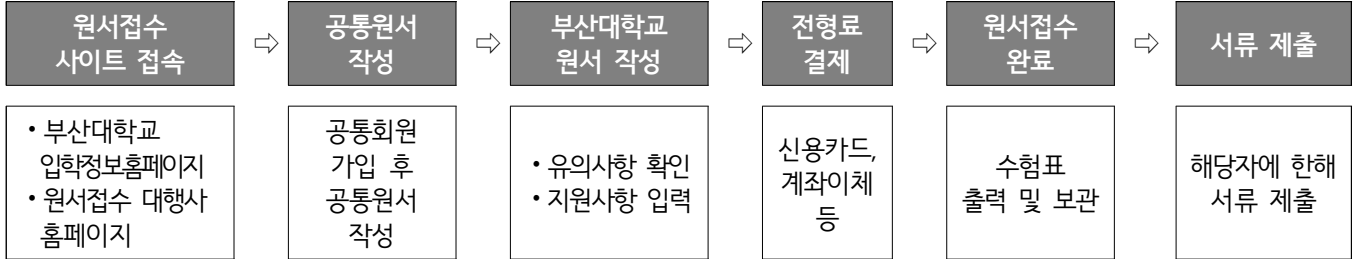 원서접수
사이트 접속
⇨
공통원서
작성
⇨
부산대학교
원서 작성
⇨
전형료
결제
⇨
원서접수
완료
⇨
서류 제출
• 부산대학교
입학정보홈페이지
• 원서접수 대행사
홈페이지
공통회원
가입 후
공통원서
작성
• 유의사항 확인
• 지원사항 입력
신용카드,
계좌이체
등
수험표
출력 및 보관
해당자에 한해
서류 제출